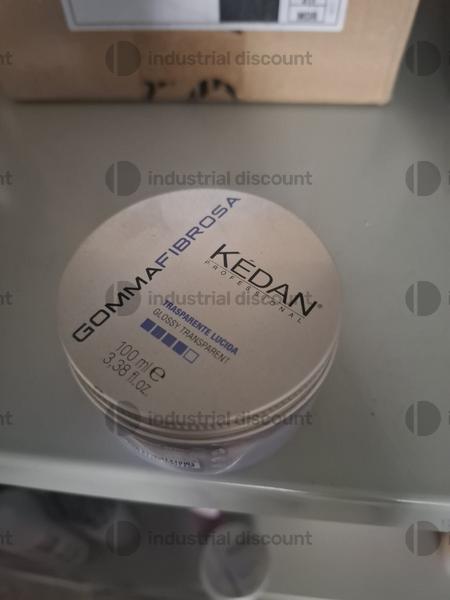 GOMMAFIBROSA
KÉDAN®
PROFESSIONAL
TRASPARENTE LUCIDA
GLOSSY TRANSPARENT
100 ml e
3,38 fl.oz.
industrial discount
industrial discount
industrial discount
industrial discount
industrial discount